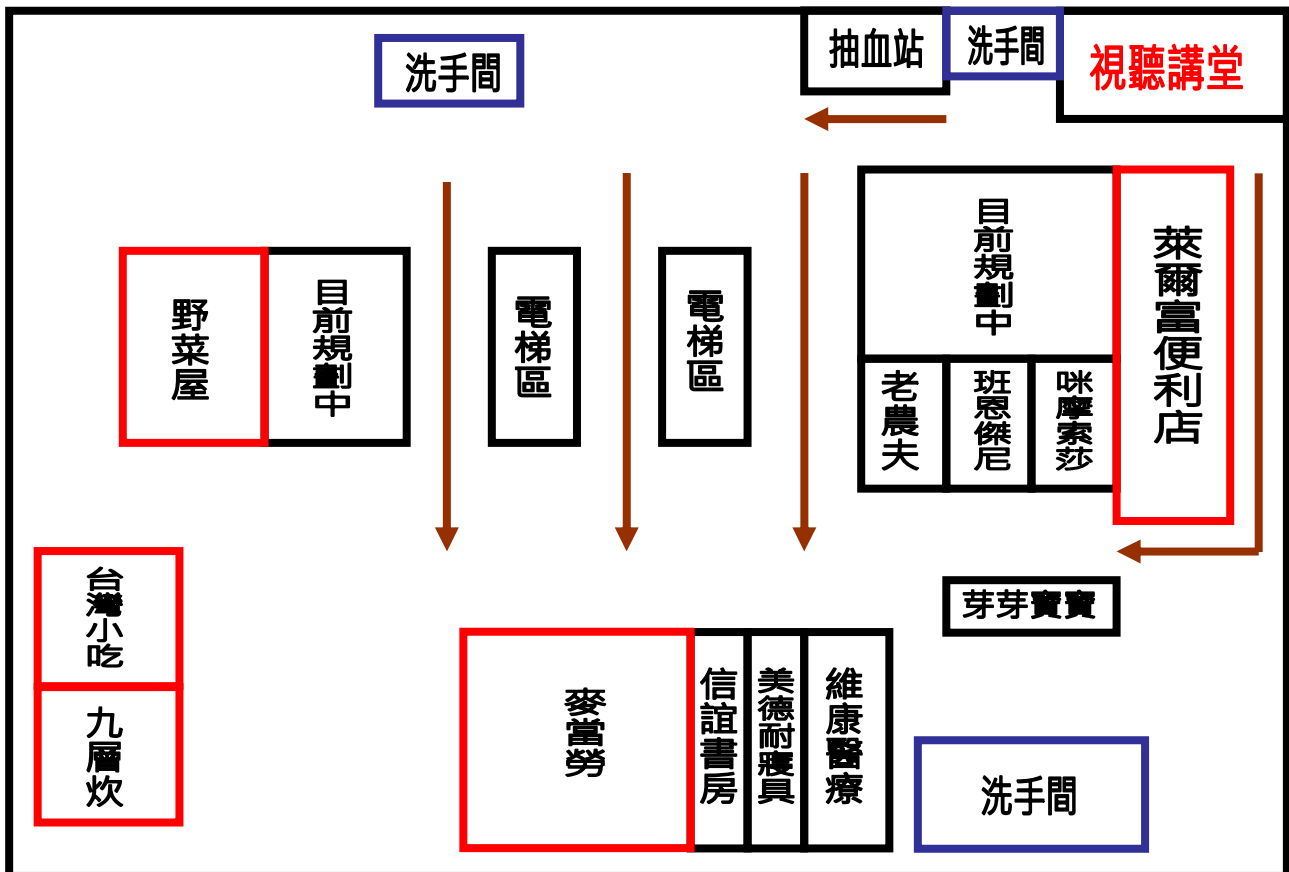 洗手間
抽血站
洗手間
視聽講堂
野菜屋
目前規劃中
電梯區
電梯區
目前規劃中
萊爾富便利店
老農夫
班恩傑尼
咪摩索莎
台灣小吃
九層炊
芽芽寶寶
麥當勞
信誼書房
美德耐寢具
維康醫療
洗手間